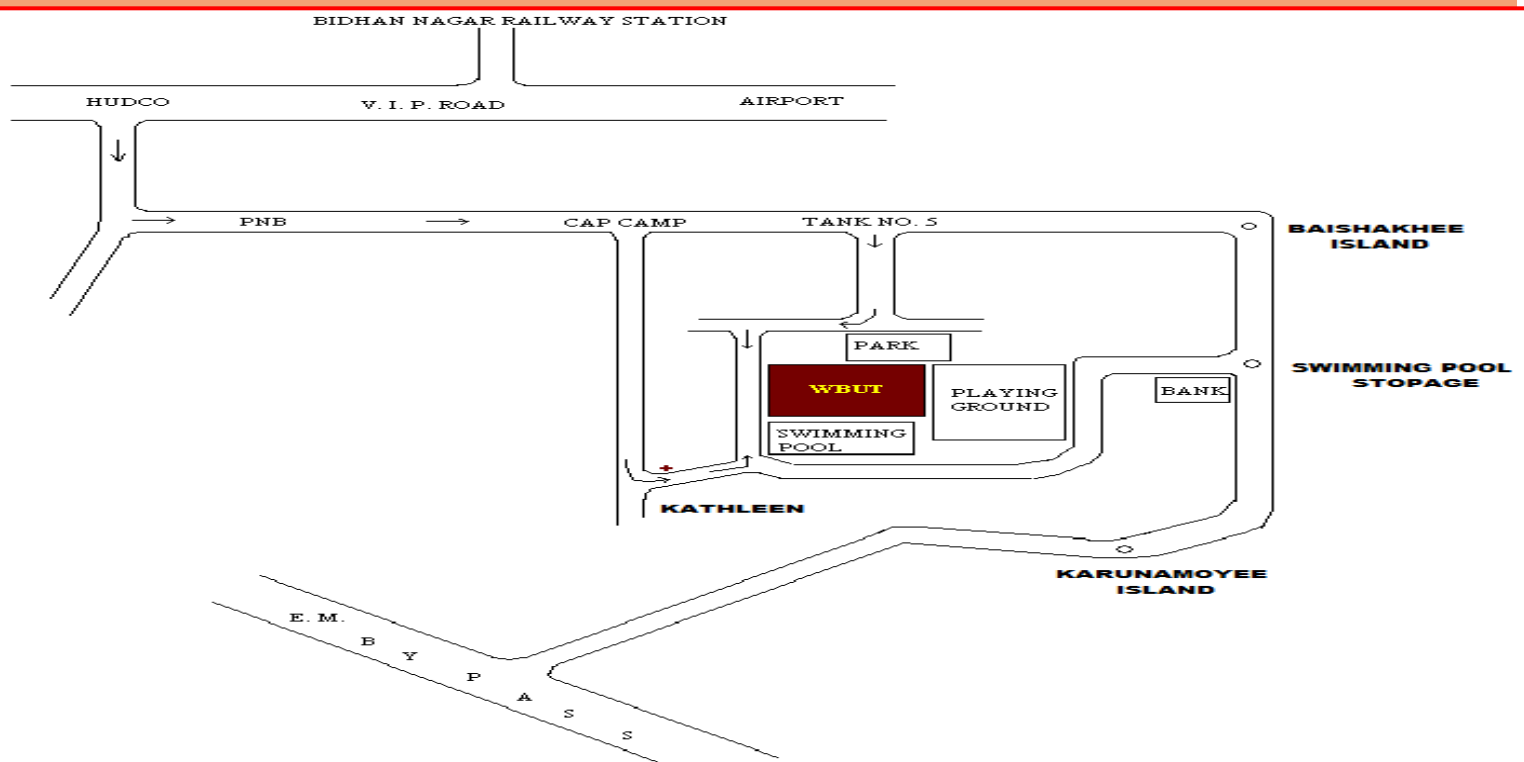 BIDHAN NAGAR RAILWAY STATION
HUDCO
V. I. P. ROAD
AIRPORT
PNB
CAP CAMP
TANK NO. 5
BAISHAKHEE
ISLAND
PARK
SWIMMING POOL
STOPAGE
WBUT
PLAYING
GROUND
BANK
SWIMMING
POOL
KATHLEEN
KARUNAMOYEE
ISLAND
E. M.
B Y P A S S